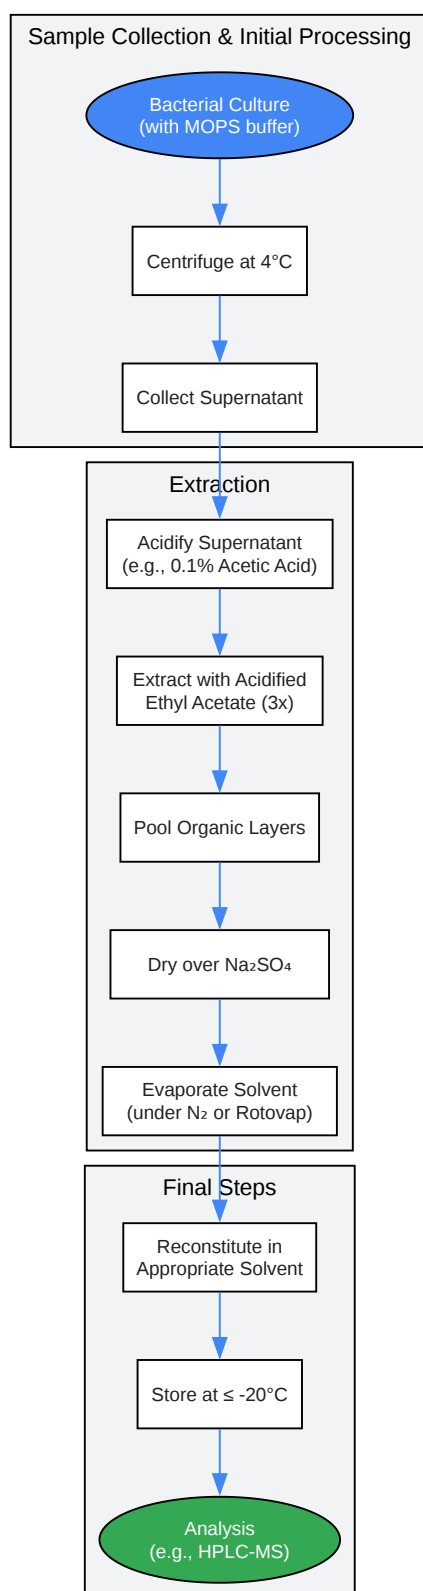 Sample Collection & Initial Processing
Bacterial Culture
(with MOPS buffer)
Centrifuge at 4°C
Collect Supernatant
Extraction
Acidify Supernatant
(e.g., 0.1% Acetic Acid)
Extract with Acidified
Ethyl Acetate (3x)
Pool Organic Layers
Dry over Na₂SO₄
Evaporate Solvent
(under N₂ or Rotovap)
Final Steps
Reconstitute in
Appropriate Solvent
Store at ≤ -20°C
Analysis
(e.g., HPLC-MS)